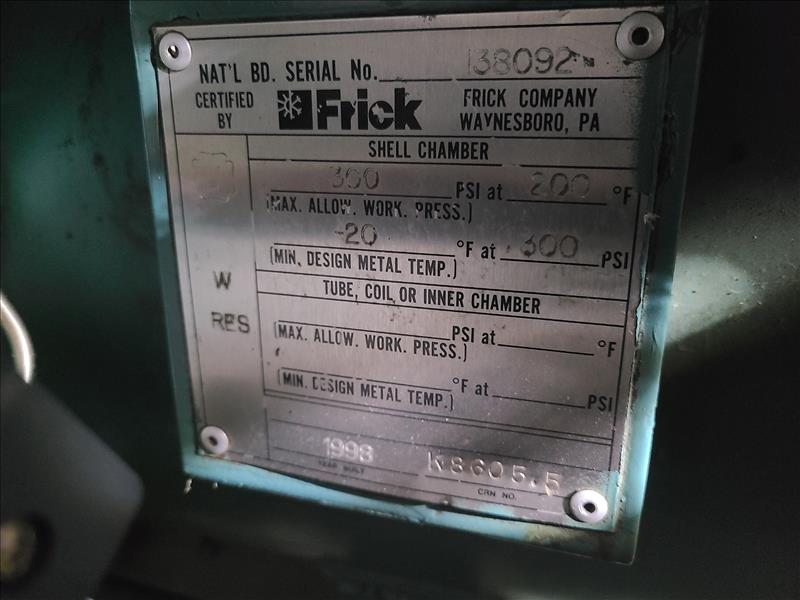 NAT'L BD. SERIAL No. 138092
CERTIFIED BY Frick FRICK COMPANY
WAYNESBORO, PA
SHELL CHAMBER
300 PSI at 200 °F
(MAX. ALLOW. WORK. PRESS.)
-20 °F at 300 PSI
(MIN. DESIGN METAL TEMP.)
TUBE, COIL OR INNER CHAMBER
PSI at °F
(MAX. ALLOW. WORK. PRESS.)
°F at PSI
(MIN. DESIGN METAL TEMP.)
W
RES
1998 K8605.5
YEAR BUILT CRN NO.